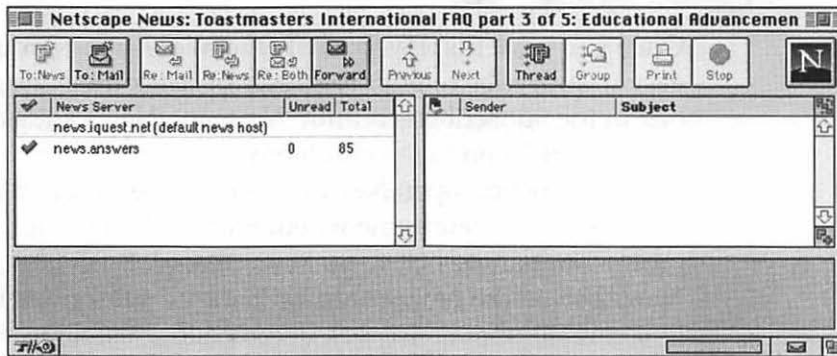 Netscape News: Toastmasters International FAQ part 3 of 5: Educational Advancemen
To:News To: Mail Re: Mail Re:News Re: Both Forward Previous Next Thread Group Print Stop N
News Server Unread Total Sender Subject
news.iquest.net (default news host)
news.answers 0 85